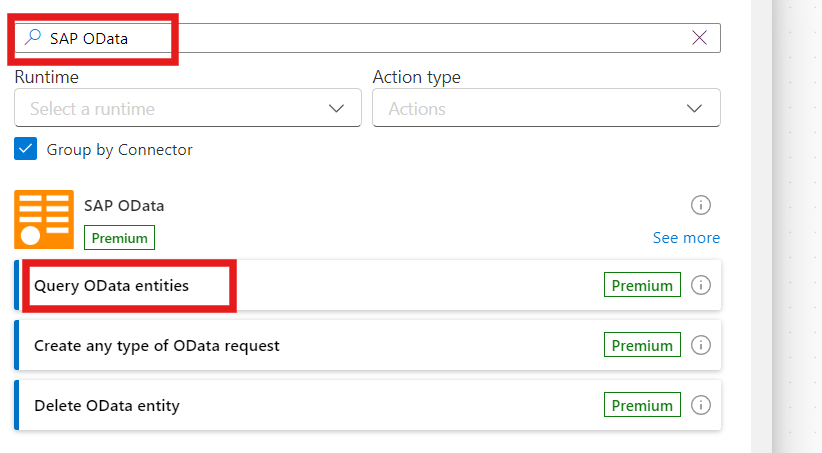 SAP OData
Runtime
Action type
Select a runtime
Actions
Group by Connector
SAP OData
Premium
See more
Query OData entities
Premium
Create any type of OData request
Premium
Delete OData entity
Premium